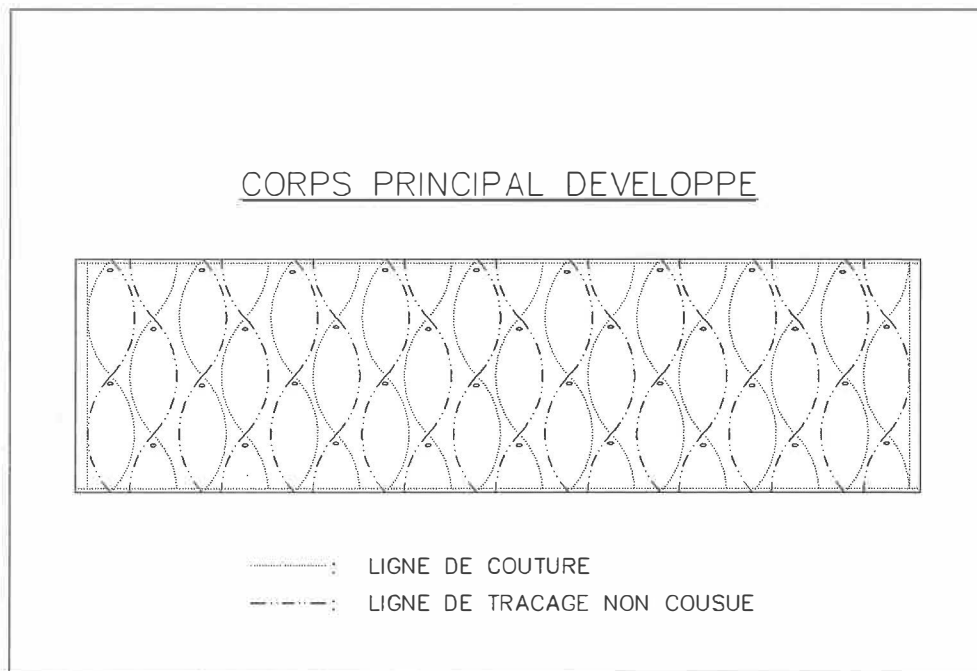 CORPS PRINCIPAL DEVELOPPE
: LIGNE DE COUTURE
: LIGNE DE TRACAGE NON COUSUE